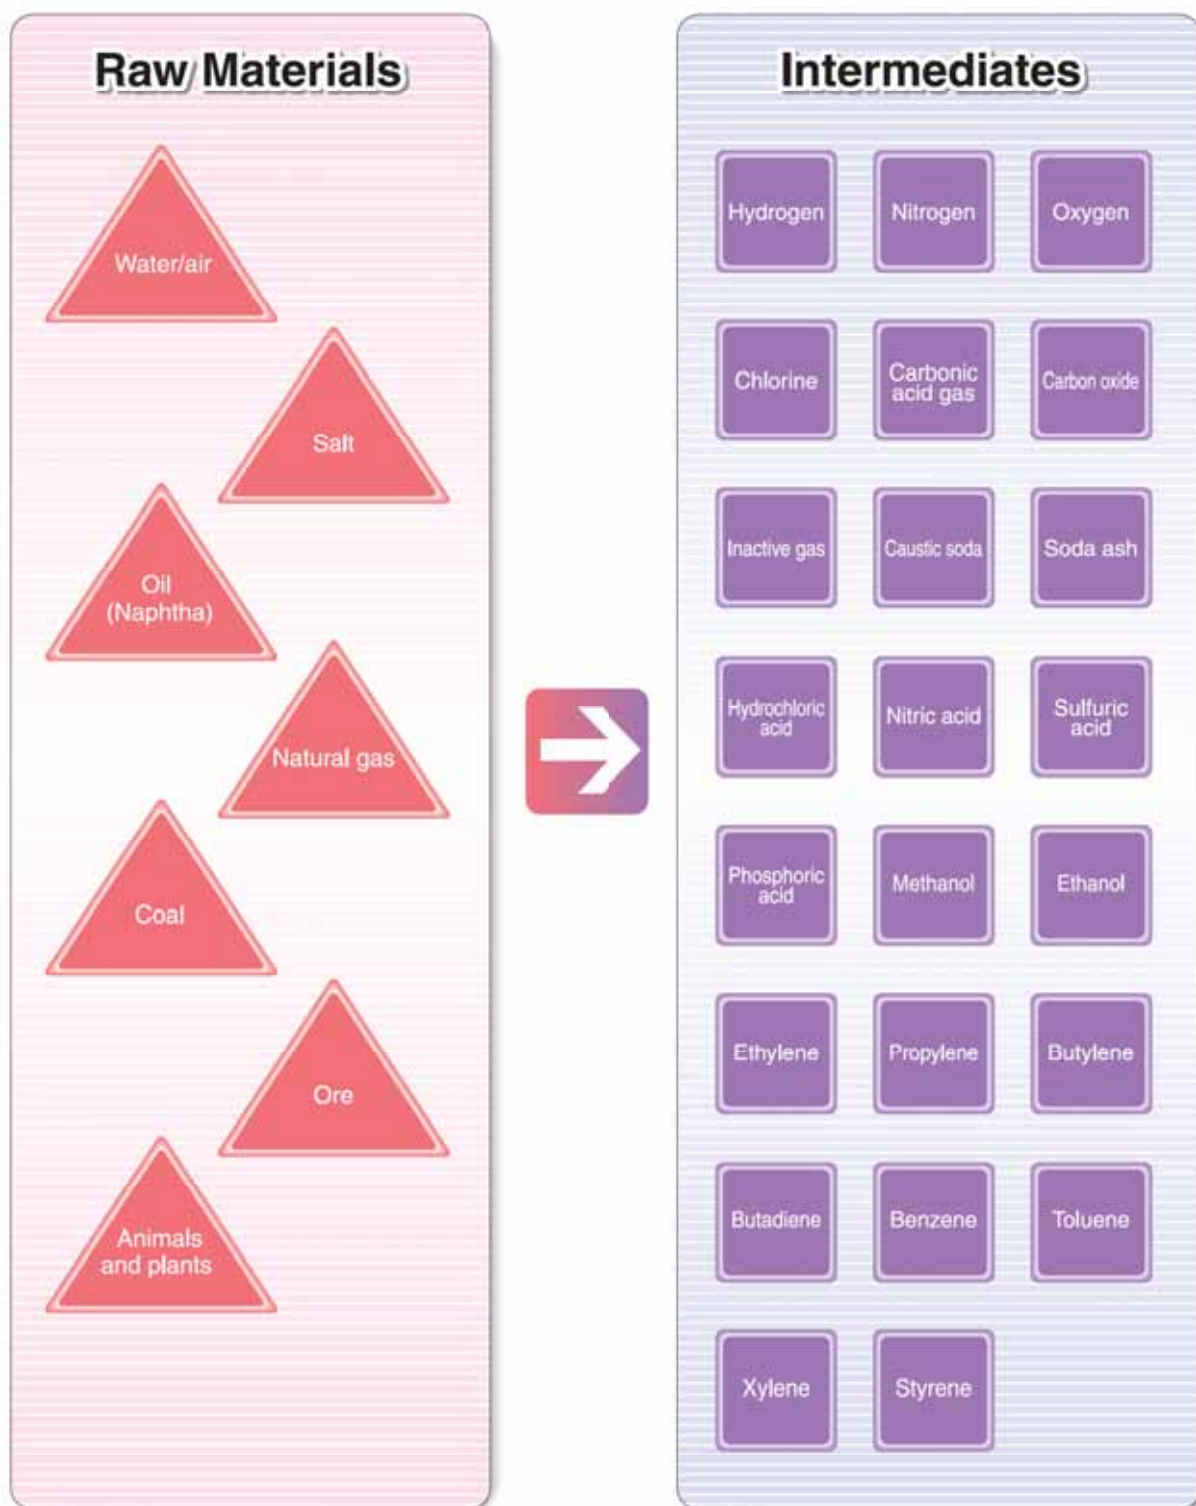 Raw Materials
Water/air
Salt
Oil
(Naphtha)
Natural gas
Coal
Ore
Animals
and plants
Intermediates
Hydrogen
Nitrogen
Oxygen
Chlorine
Carbonic
acid gas
Carbon oxide
Inactive gas
Caustic soda
Soda ash
Hydrochloric
acid
Nitric acid
Sulfuric
acid
Phosphoric
acid
Methanol
Ethanol
Ethylene
Propylene
Butylene
Butadiene
Benzene
Toluene
Xylene
Styrene